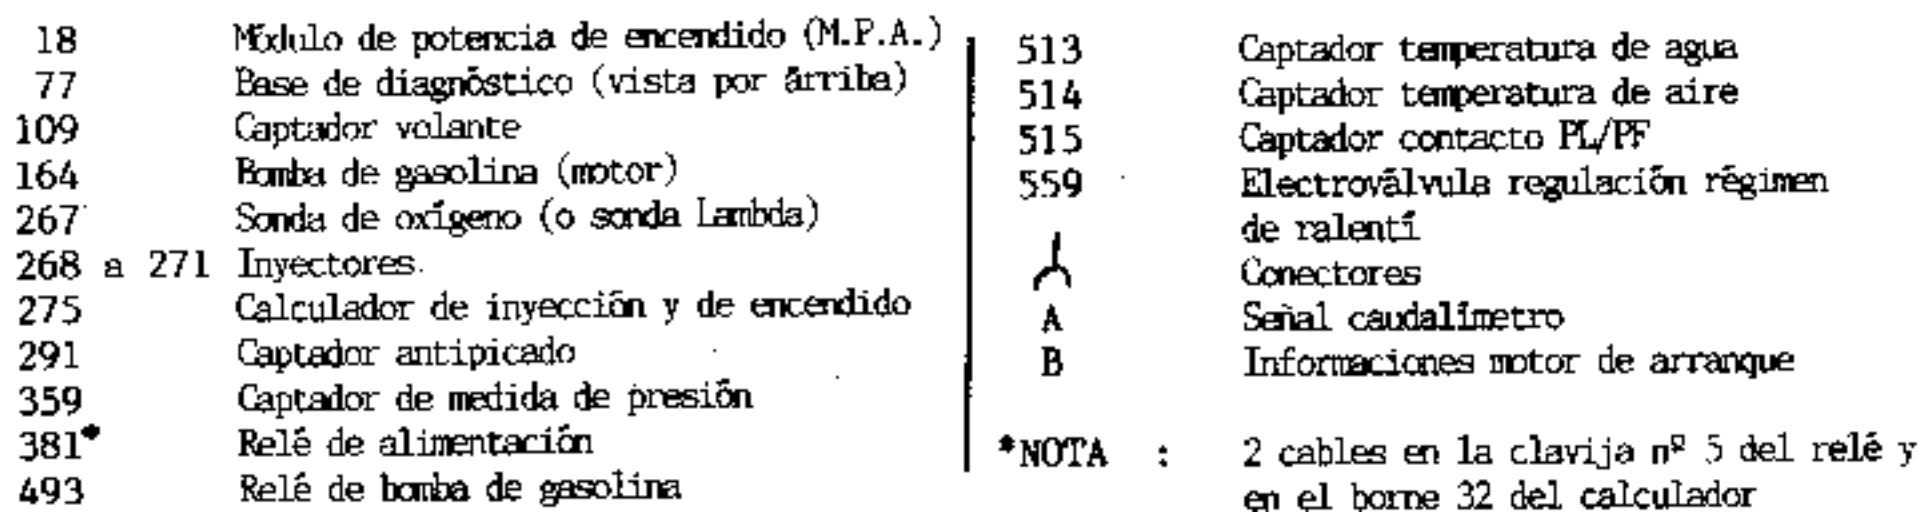 18 Módulo de potencia de encendido (M.P.A.)
77 Base de diagnóstico (vista por árriba)
109 Captador volante
164 Bomba de gasolina (motor)
267 Sonda de oxígeno (o sonda Lambda)
268 a 271 Inyectores
275 Calculador de inyección y de encendido
291 Captador antipicado
359 Captador de medida de presión
381* Relé de alimentación
493 Relé de bomba de gasolina
513 Captador temperatura de agua
514 Captador temperatura de aire
515 Captador contacto PL/PF
559 Electroválvula regulación régimen
de ralentí
Conectores
A Señal caudalímetro
B Informaciones motor de arranque
*NOTA : 2 cables en la clavija nº 5 del relé y
en el borne 32 del calculador